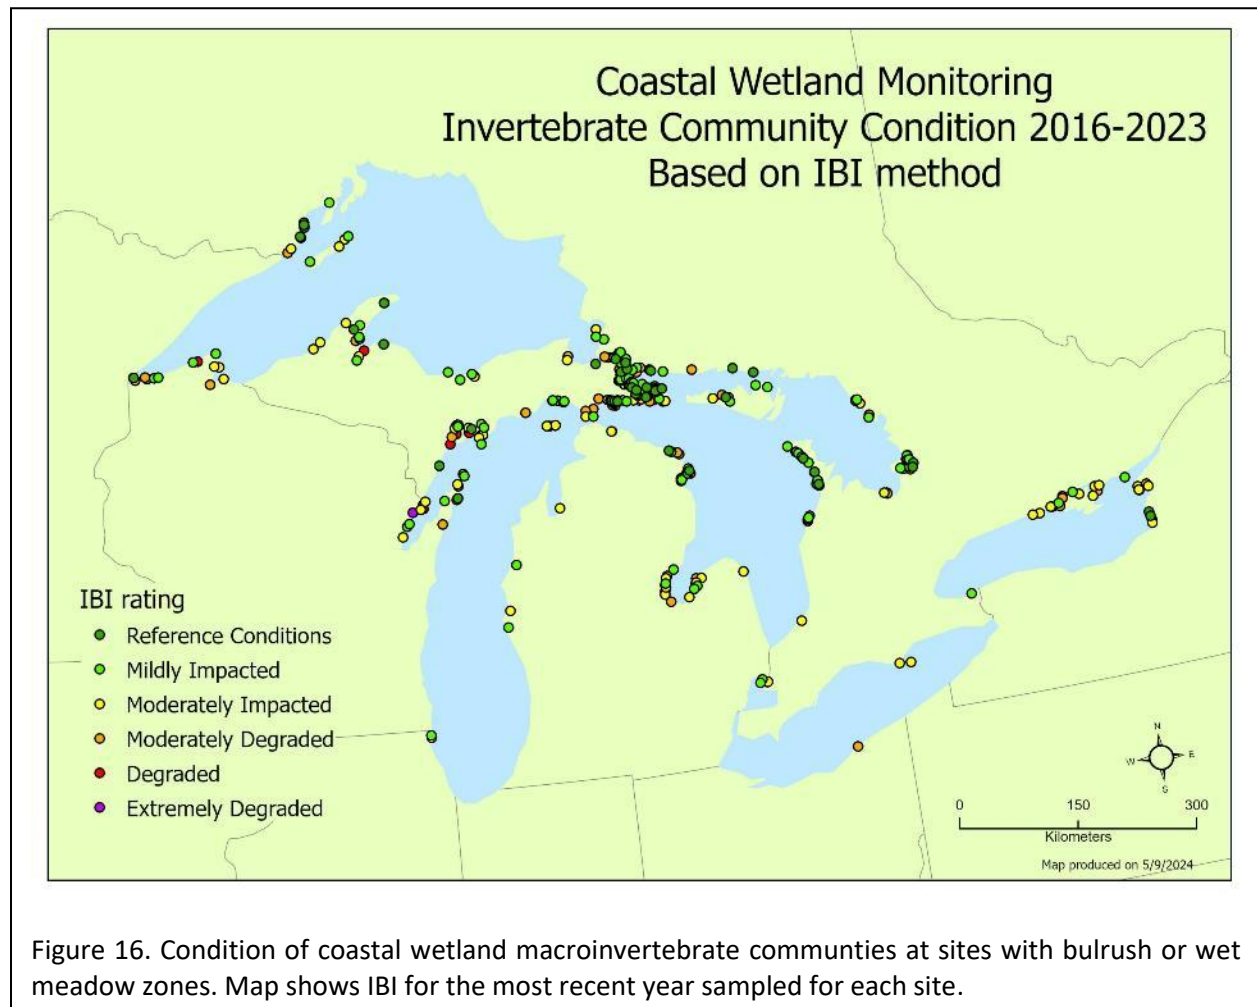 Coastal Wetland Monitoring
Invertebrate Community Condition 2016-2023
Based on IBI method
IBI rating
Reference Conditions
Mildly Impacted
Moderately Impacted
Moderately Degraded
Degraded
Extremely Degraded
N
W E
S
0 150 300
Kilometers
Map produced on 5/9/2024
Figure 16. Condition of coastal wetland macroinvertebrate communties at sites with bulrush or wet
meadow zones. Map shows IBI for the most recent year sampled for each site.